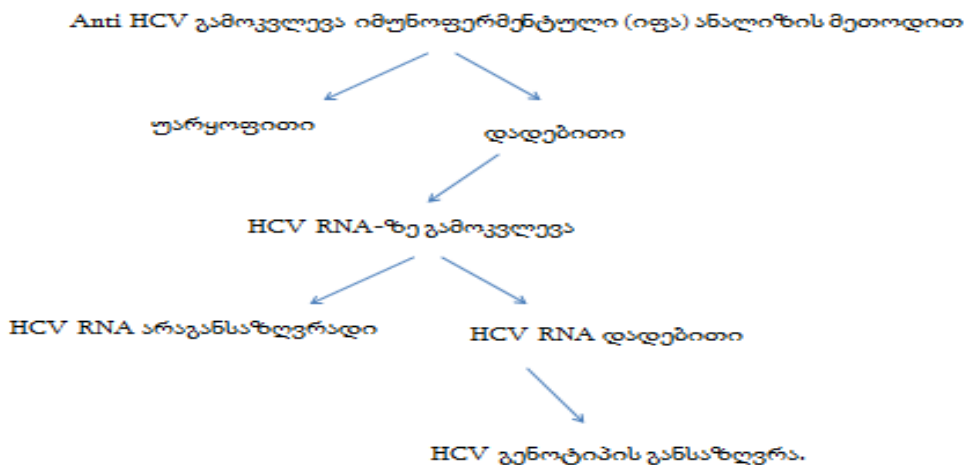 Anti HCV გამოკვლევა იმუნოფერმენტული (იფა) ანალიზის მეთოდით
უარყოფითი
დადებითი
HCV RNA-ზე გამოკვლევა
HCV RNA არაგანსაზღვრადი
HCV RNA დადებითი
HCV გენოტიპის განსაზღვრა.